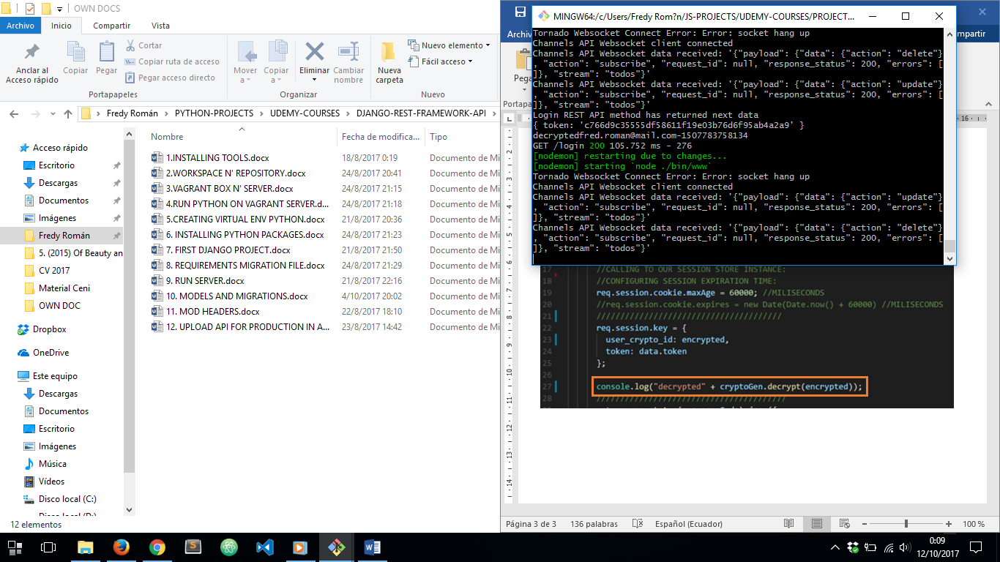 OWN DOCS
Archivo Inicio Compartir Vista
Anclar al Acceso rápido
Copiar
Pegar
Cortar
Copiar ruta de acceso
Pegar acceso directo
Portapapeles
Mover a
Copiar a
Eliminar
Cambiar nombre
Organizar
Nueva carpeta
Nuevo elemento
Fácil acceso
Nuevo
Fredy Román > PYTHON-PROJECTS > UDEMY-COURSES > DJANGO-REST-FRAMEWORK-API >
Acceso rápido
Escritorio
Descargas
Documentos
Imágenes
Fredy Román
5. (2015) Of Beauty an
CV 2017
Material Ceni
OWN DOC
Dropbox
OneDrive
Este equipo
Descargas
Documentos
Escritorio
Imágenes
Música
Vídeos
Disco local (C:)
Nombre Fecha de modifica... Tipo
1.INSTALLING TOOLS.docx 18/8/2017 0:19 Documento de Mi
2.WORKSPACE N' REPOSITORY.docx 24/8/2017 20:41 Documento de Mi
3.VAGRANT BOX N' SERVER.docx 24/8/2017 21:15 Documento de Mi
4.RUN PYTHON ON VAGRANT SERVER.d... 24/8/2017 21:18 Documento de Mi
5.CREATING VIRTUAL ENV PYTHON.docx 21/8/2017 20:36 Documento de Mi
6. INSTALLING PYTHON PACKAGES.docx 24/8/2017 21:23 Documento de Mi
7. FIRST DJANGO PROJECT.docx 21/8/2017 21:50 Documento de Mi
8. REQUIREMENTS MIGRATION FILE.docx 24/8/2017 21:29 Documento de Mi
9. RUN SERVER.docx 21/8/2017 22:16 Documento de Mi
10. MODELS AND MIGRATIONS.docx 4/10/2017 20:02 Documento de Mi
11. MOD HEADERS.docx 22/8/2017 18:10 Documento de Mi
12. UPLOAD API FOR PRODUCTION IN A... 23/8/2017 14:42 Documento de Mi
12 elementos
MINGW64:/c/Users/Fredy Rom?n/JS-PROJECTS/UDEMY-COURSES/PROJECT...
Tornado Websocket Connect Error: Error: socket hang up
Channels API Websocket client connected
Channels API Websocket data received: '{"payload": {"data": {"action": "delete"}
, "action": "subscribe", "request_id": null, "response_status": 200, "errors": [
]}, "stream": "todos"}'
Channels API Websocket data received: '{"payload": {"data": {"action": "update"}
, "action": "subscribe", "request_id": null, "response_status": 200, "errors": [
]}, "stream": "todos"}'
Login REST API method has returned next data
{ token: 'c766d9c35555df58611f19e03b76d6f95ab4a2a9' }
decryptedfred.roman@mail.com-1507783758134
GET /login 200 105.752 ms - 276
[nodemon] restarting due to changes...
[nodemon] starting `node ./bin/www`
Tornado Websocket Connect Error: Error: socket hang up
Channels API Websocket client connected
Channels API Websocket data received: '{"payload": {"data": {"action": "update"}
, "action": "subscribe", "request_id": null, "response_status": 200, "errors": [
]}, "stream": "todos"}'
Channels API Websocket data received: '{"payload": {"data": {"action": "delete"}
, "action": "subscribe", "request_id": null, "response_status": 200, "errors": [
]}, "stream": "todos"}'
17 //CALLING TO OUR SESSION STORE INSTANCE:
18 //CONFIGURING SESSION EXPIRATION TIME:
19 req.session.cookie.maxAge = 60000; //MILISECONDS
20 //req.session.cookie.expires = new Date(Date.now() + 60000) //MILISECONDS
21 ///////////////////////////////////////
22 req.session.key = {
23 user_crypto_id: encrypted,
24 token: data.token
25 };
26
27 console.log("decrypted" + cryptoGen.decrypt(encrypted));
28 ////////////////////////////////////////
Página 3 de 3 136 palabras Español (Ecuador) 100 %
0:09
12/10/2017